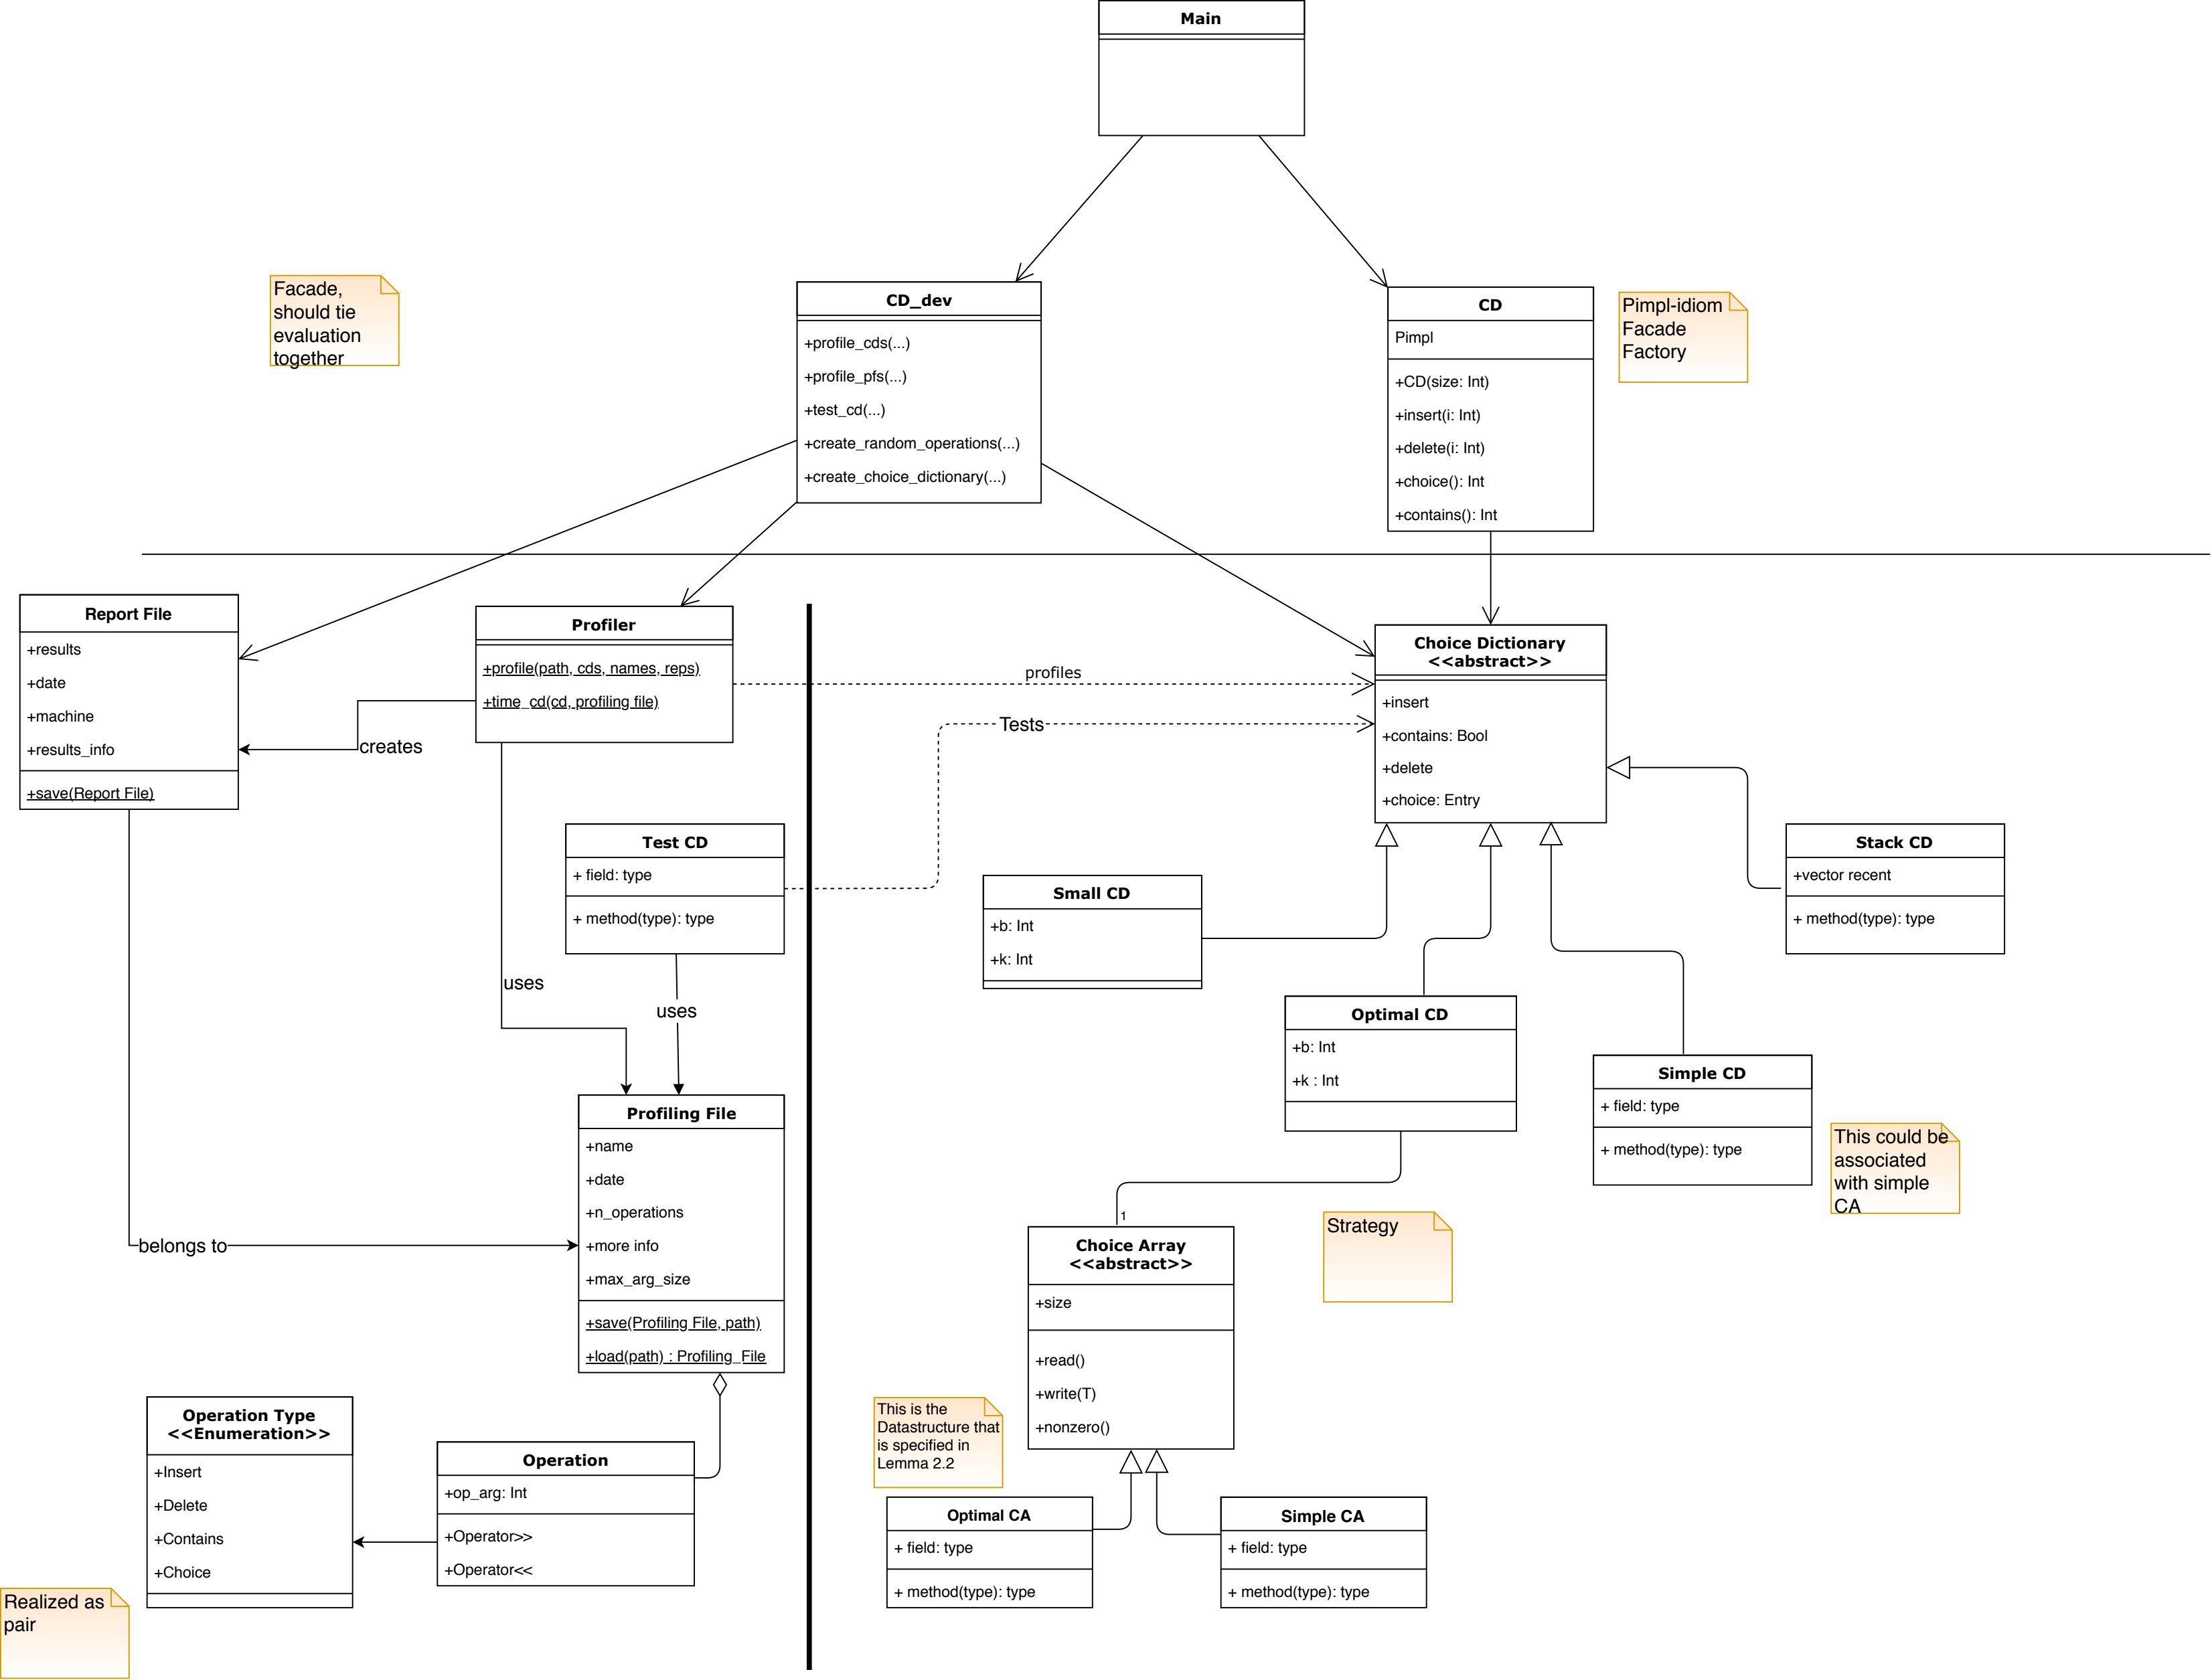 Main
Facade,
should tie
evaluation
together
CD_dev
+profile_cds(...)
+profile_pfs(...)
+test_cd(...)
+create_random_operations(...)
+create_choice_dictionary(...)
CD
Pimpl
+CD(size: Int)
+insert(i: Int)
+delete(i: Int)
+choice(): Int
+contains(): Int
Pimpl-idiom
Facade
Factory
Report File
+results
+date
+machine
+results_info
+save(Report File)
Profiler
+profile(path, cds, names, reps)
+time_cd(cd, profiling file)
creates
profiles
Tests
Choice Dictionary
<<abstract>>
+insert
+contains: Bool
+delete
+choice: Entry
Test CD
+ field: type
+ method(type): type
uses
uses
Small CD
+b: Int
+k: Int
Stack CD
+vector recent
+ method(type): type
Optimal CD
+b: Int
+k : Int
Simple CD
+ field: type
+ method(type): type
This could be
associated
with simple
CA
Profiling File
+name
+date
+n_operations
+more info
+max_arg_size
+save(Profiling File, path)
+load(path) : Profiling_File
belongs to
1
Choice Array
<<abstract>>
+size
+read()
+write(T)
+nonzero()
Strategy
This is the
Datastructure that
is specified in
Lemma 2.2
Operation Type
<<Enumeration>>
+Insert
+Delete
+Contains
+Choice
Operation
+op_arg: Int
+Operator>>
+Operator<<
Optimal CA
+ field: type
+ method(type): type
Simple CA
+ field: type
+ method(type): type
Realized as
pair